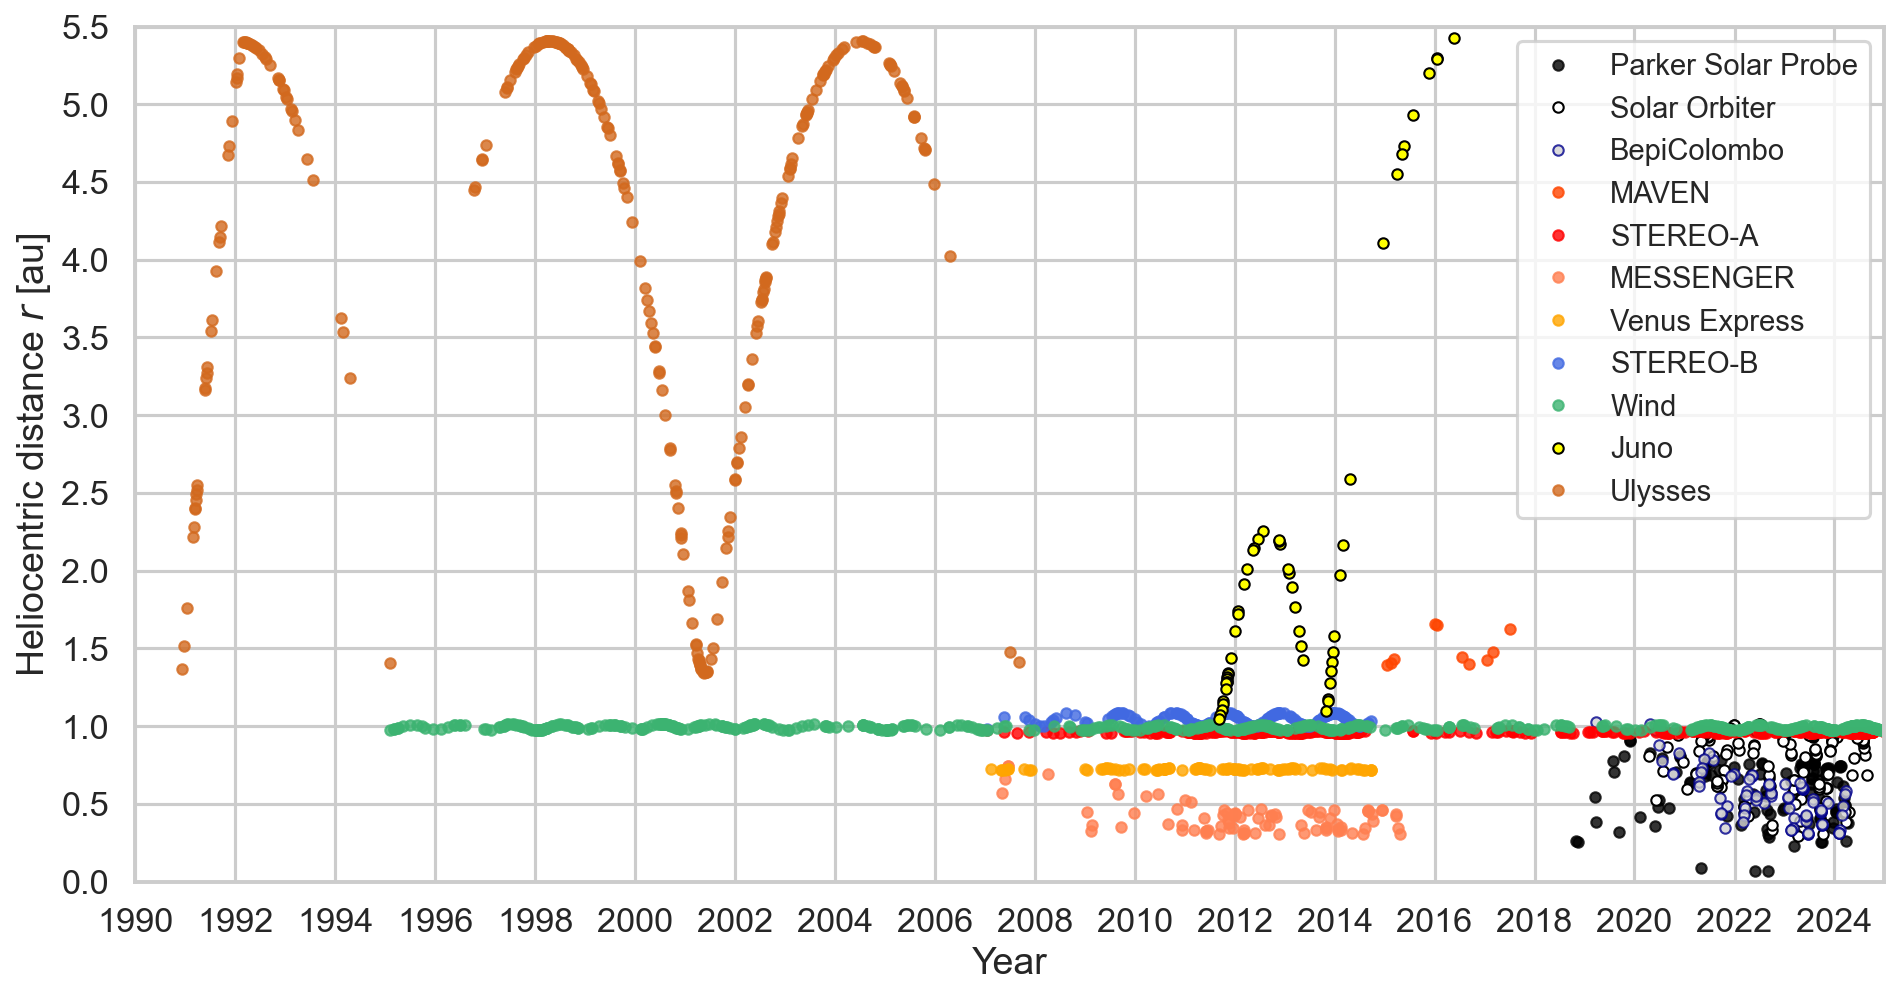 5.5
5.0
4.5
4.0
3.5
3.0
2.5
2.0
1.5
1.0
0.5
0.0
Heliocentric distance r [au]
1990 1992 1994 1996 1998 2000 2002 2004 2006 2008 2010 2012 2014 2016 2018 2020 2022 2024
Year
Parker Solar Probe
Solar Orbiter
BepiColombo
MAVEN
STEREO-A
MESSENGER
Venus Express
STEREO-B
Wind
Juno
Ulysses